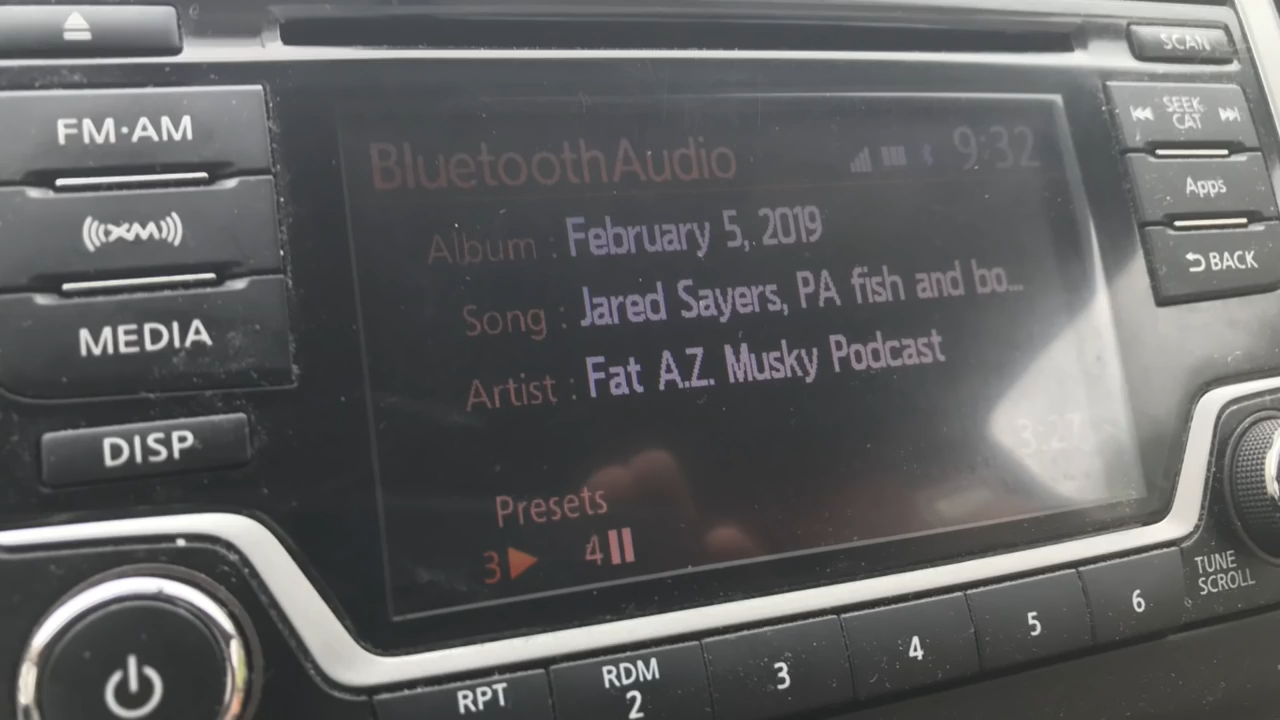 SCAN
FM·AM
SEEK
CAT
BluetoothAudio 9:32
Apps
XM
Album : February 5, 2019
BACK
Song : Jared Sayers, PA fish and bo...
MEDIA
Artist : Fat A.Z. Musky Podcast
3:27
DISP
Presets
3 4
TUNE
SCROLL
RPT
RDM
2
3
4
5
6